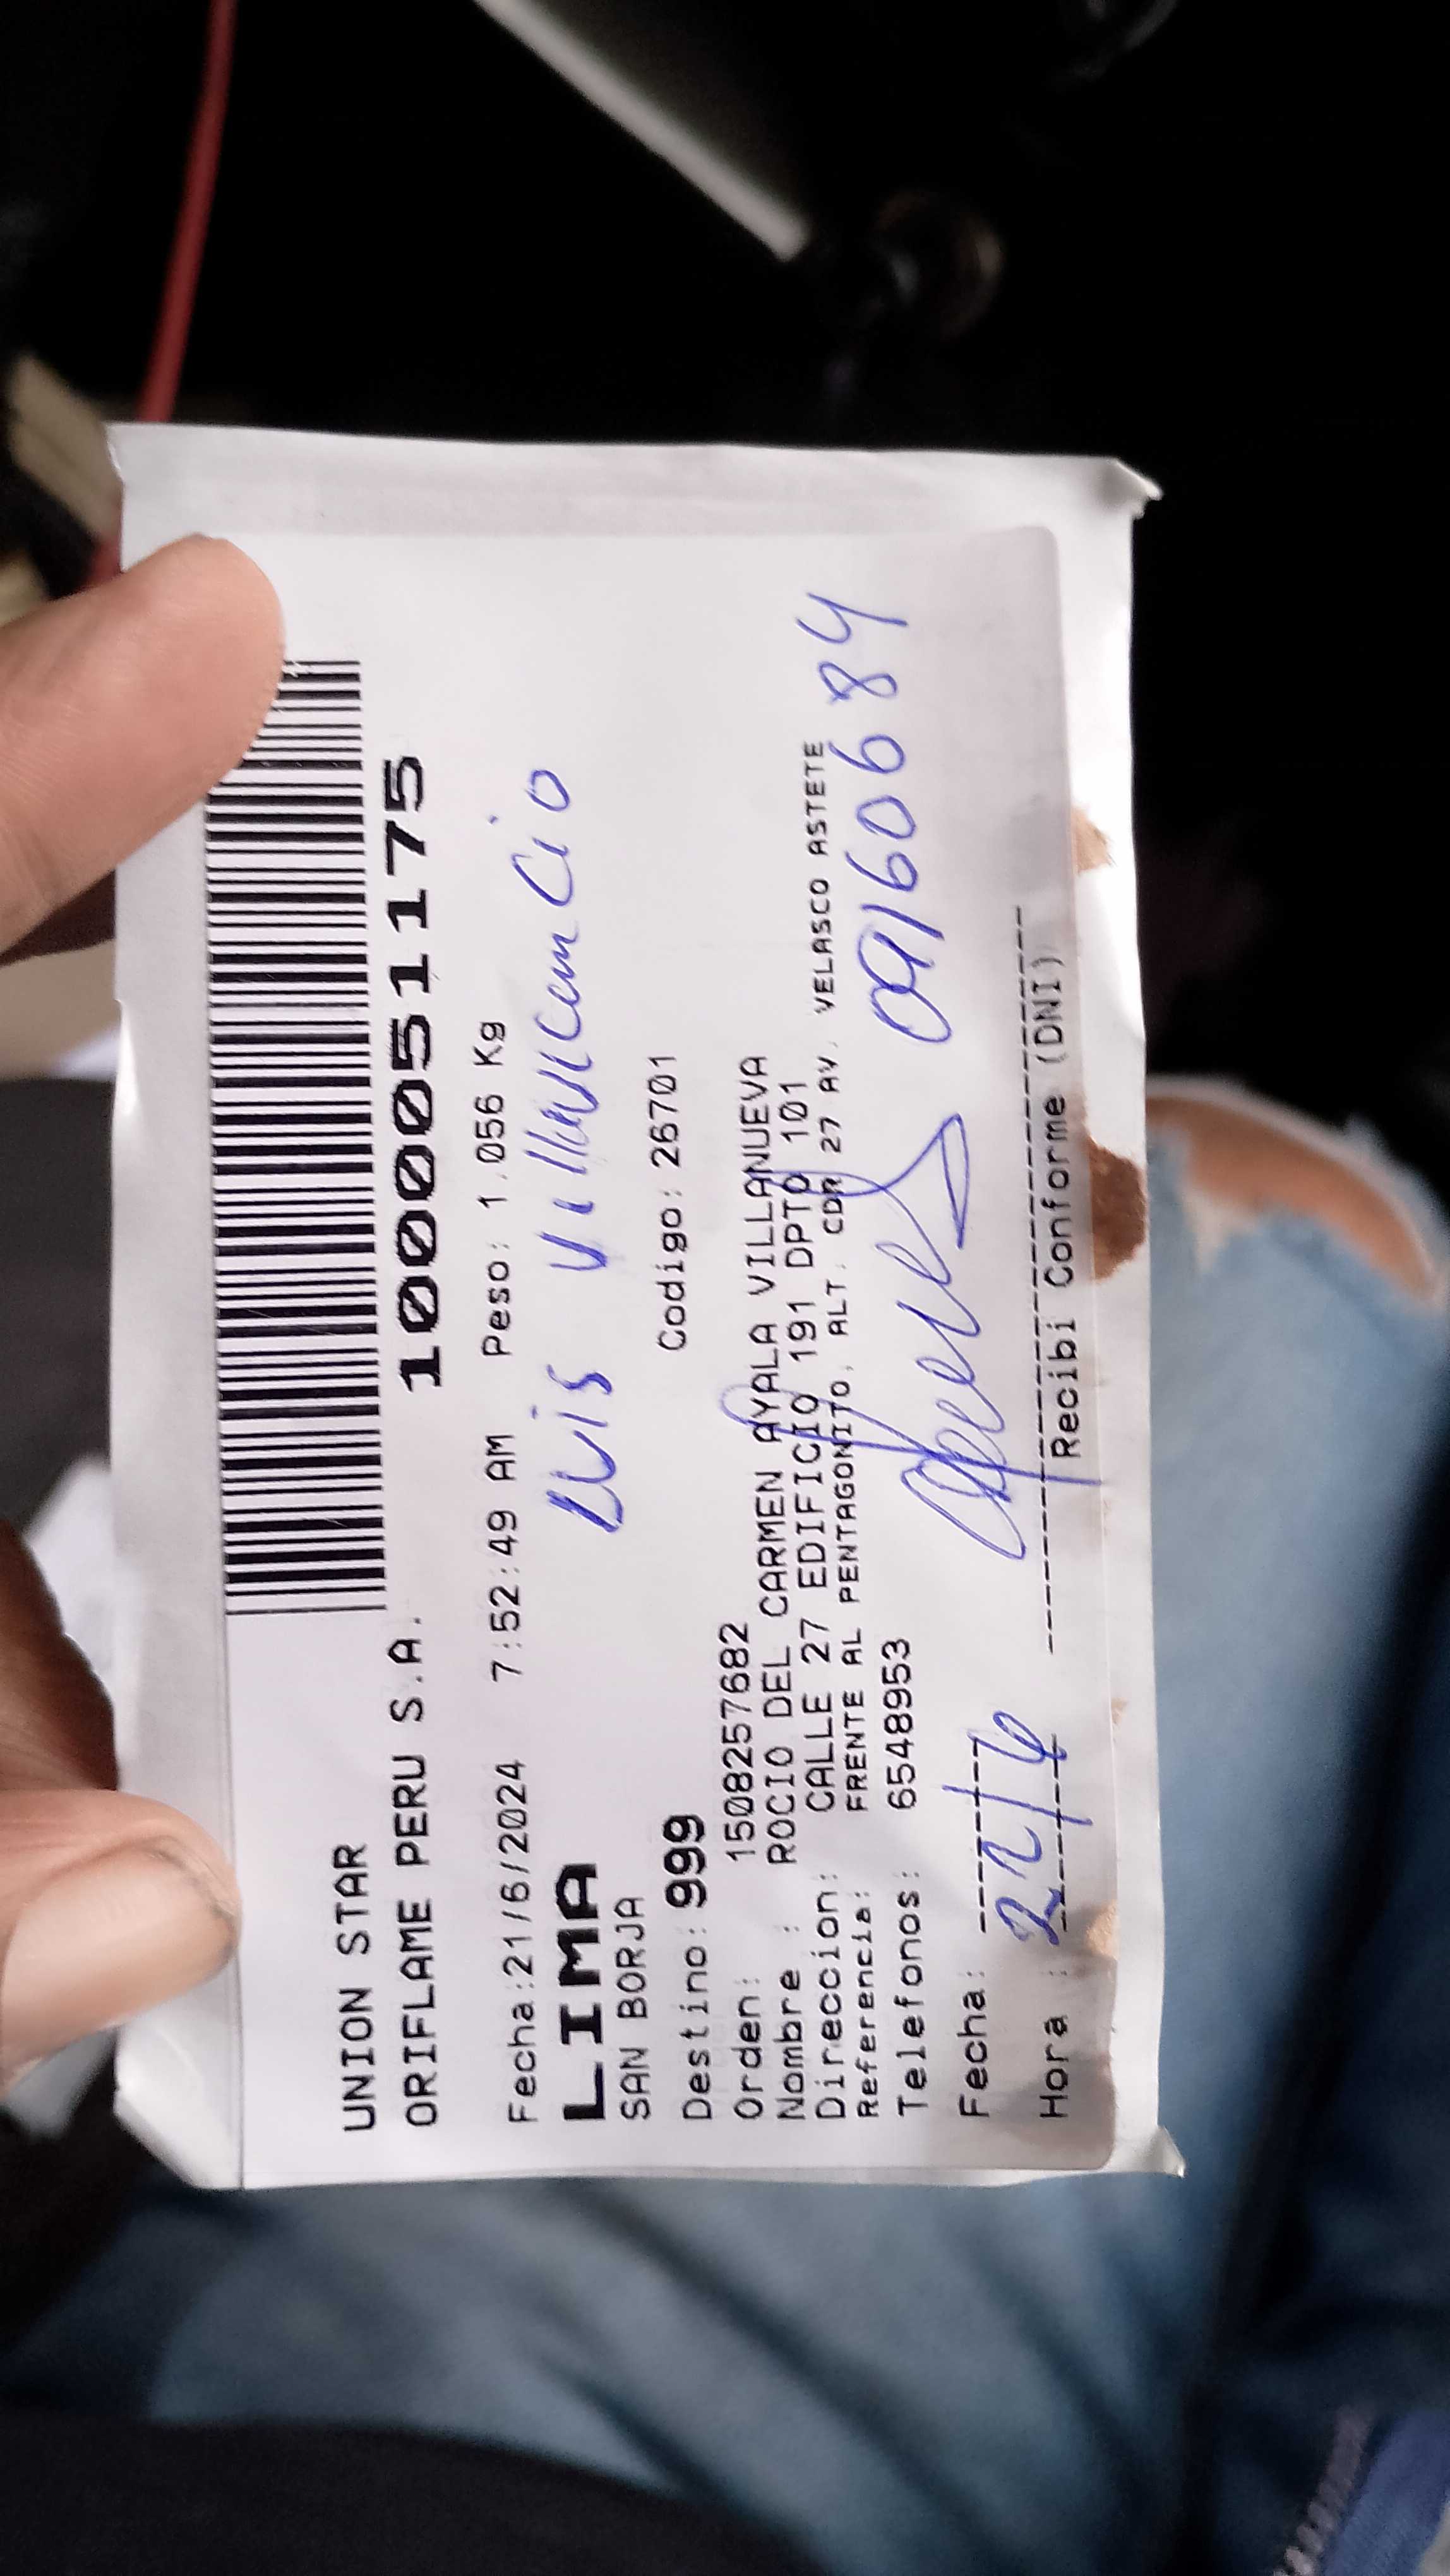 UNION STAR
ORIFLAME PERU S.A. 1000051175
Fecha:21/6/2024 7:52:49 AM Peso: 1.056 Kg
LIMA Luis Villavicencio
SAN BORJA
Destino: 999 Codigo: 26701
Orden: 1508257682
Nombre : ROCIO DEL CARMEN AYALA VILLANUEVA
Direccion: CALLE 27 EDIFICIO 191 DPTO 101
Referencia: FRENTE AL PENTAGONITO. ALT. CDR 27 AV. VELASCO ASTETE
Telefonos: 6548953
09160684
Fecha: 22/6
Hora :
Recibi Conforme (DNI)